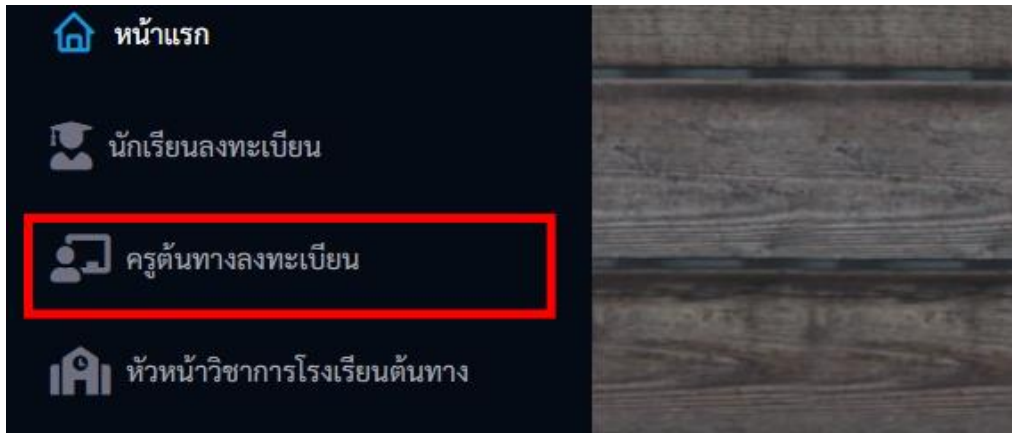 หน้าแรก
นักเรียนลงทะเบียน
ครูต้นทางลงทะเบียน
หัวหน้าวิชาการโรงเรียนต้นทาง